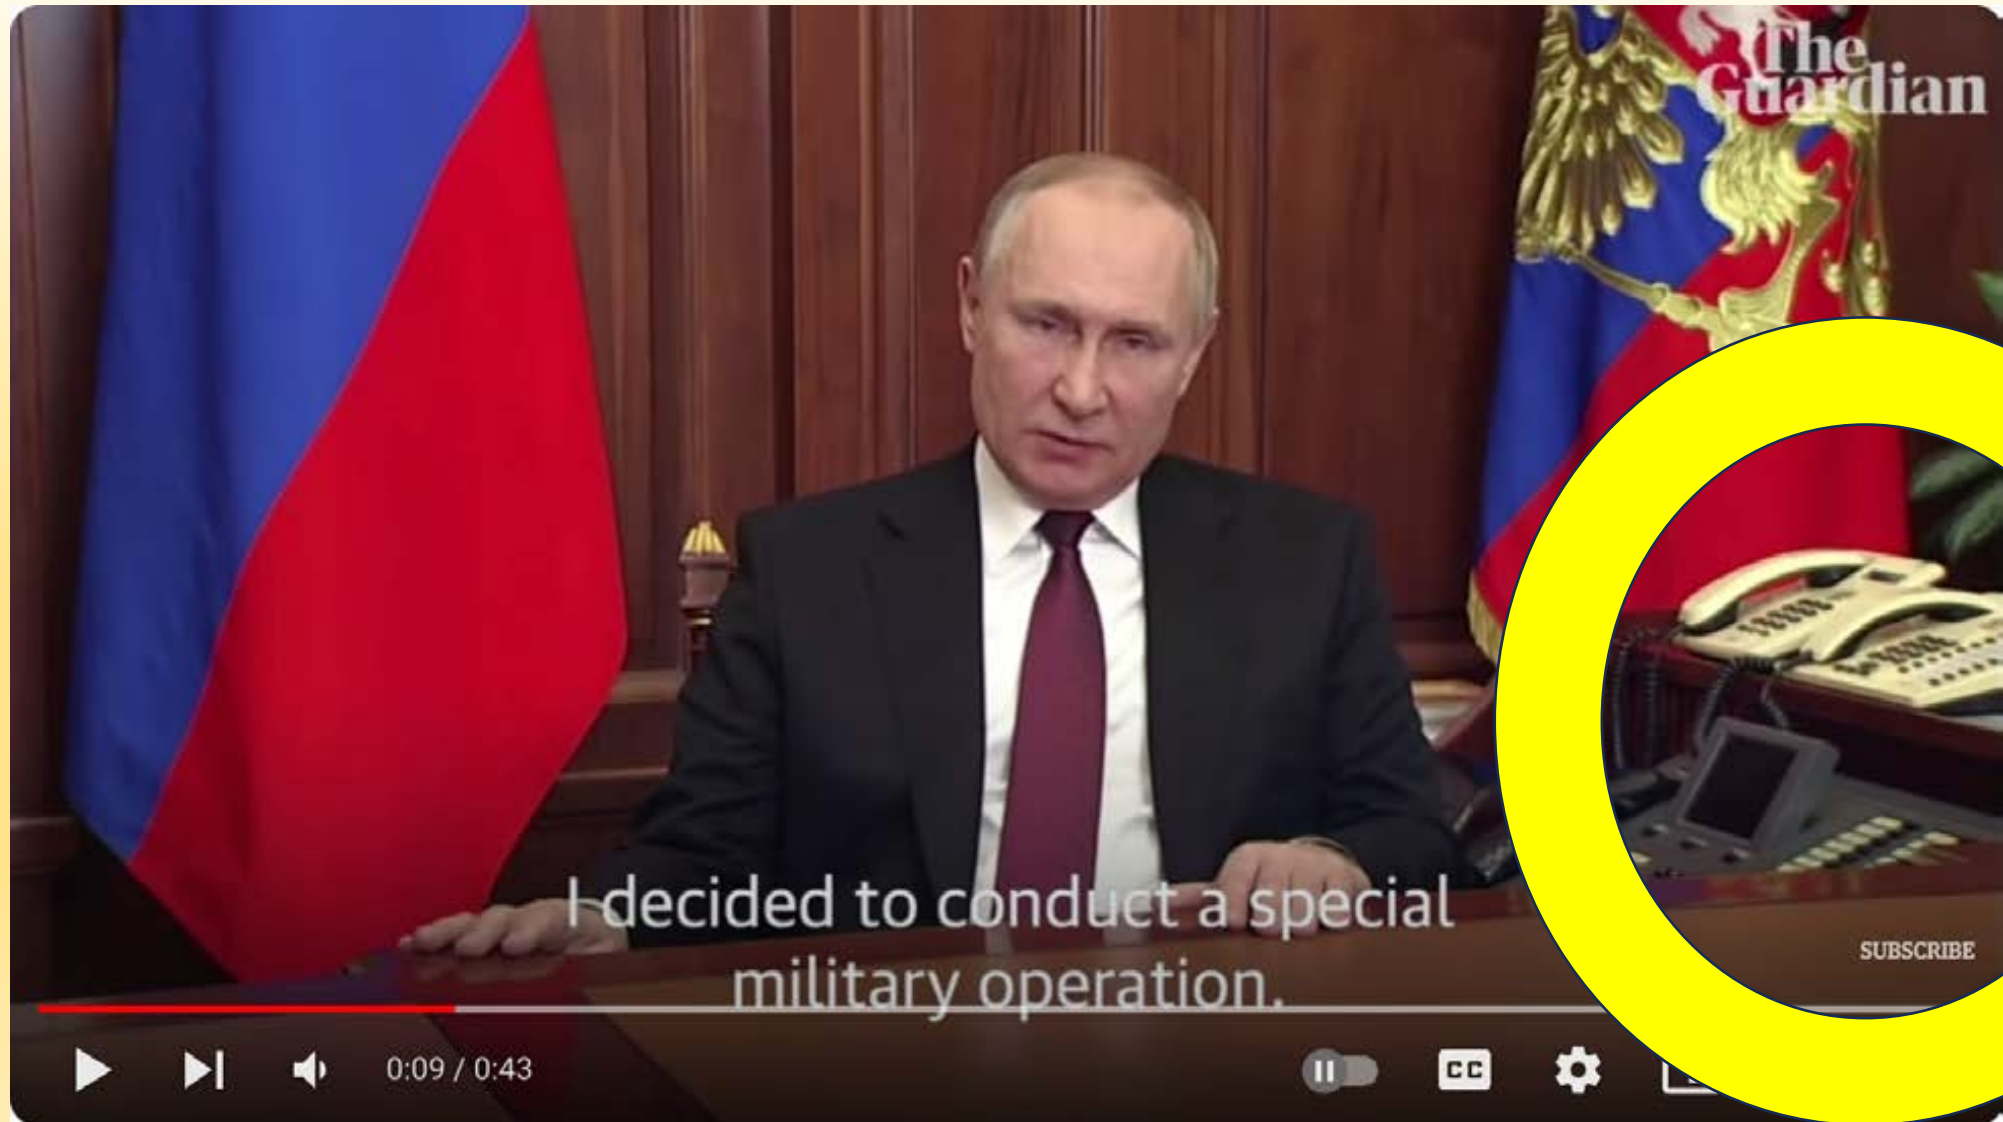 The
Guardian
I decided to conduct a special
military operation.
SUBSCRIBE
0:09 / 0:43
CC